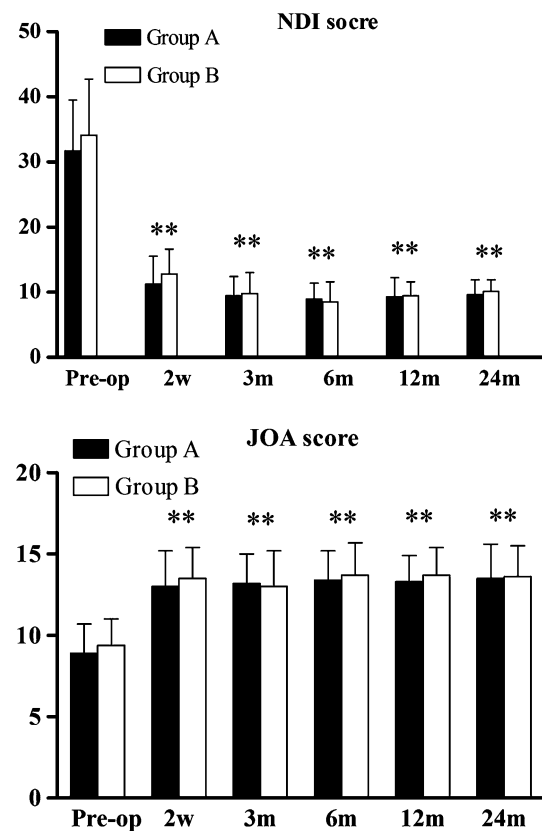 NDI socre
50
Group A
Group B
40
30
20
10
0
** ** ** ** **
Pre-op 2w 3m 6m 12m 24m
JOA score
Group A
Group B
20
15
10
5
0
** ** ** ** **
Pre-op 2w 3m 6m 12m 24m